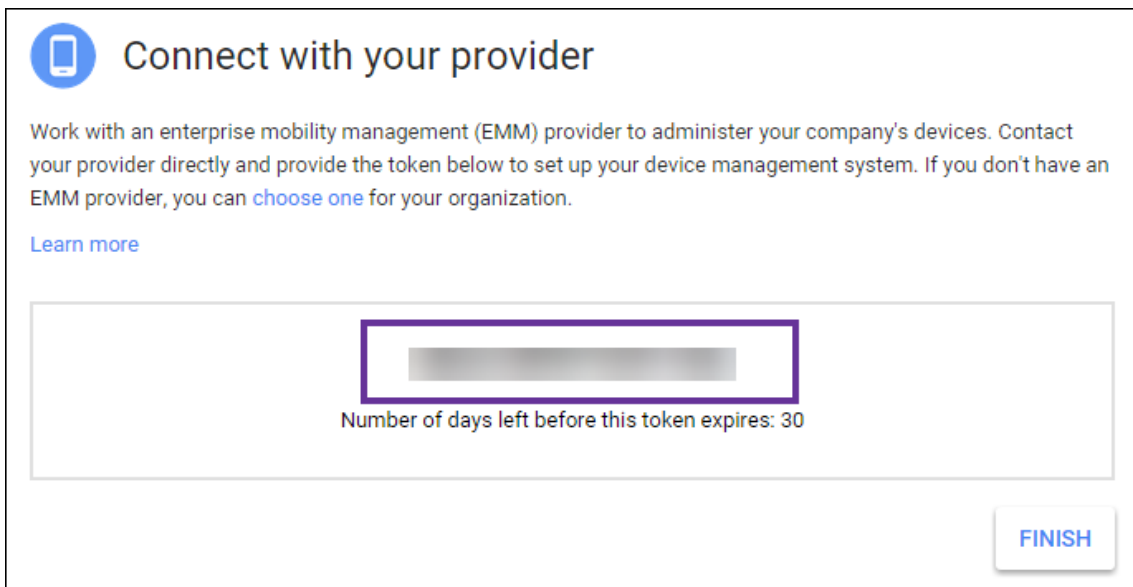 Connect with your provider
Work with an enterprise mobility management (EMM) provider to administer your company's devices. Contact
your provider directly and provide the token below to set up your device management system. If you don't have an
EMM provider, you can choose one for your organization.
Learn more
Number of days left before this token expires: 30
FINISH